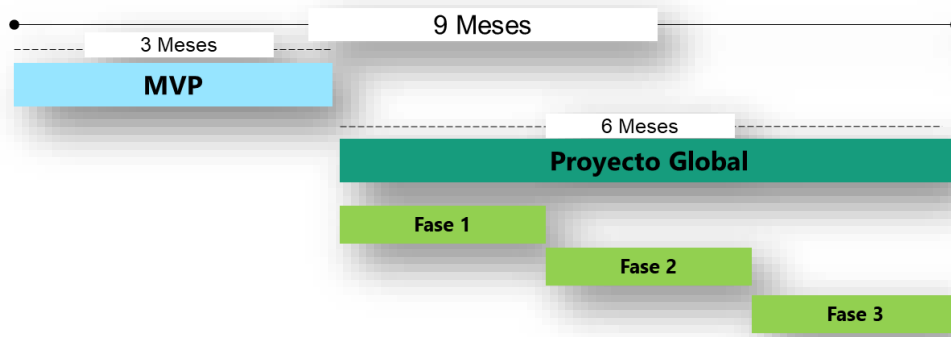 9 Meses
3 Meses
MVP
6 Meses
Proyecto Global
Fase 1
Fase 2
Fase 3